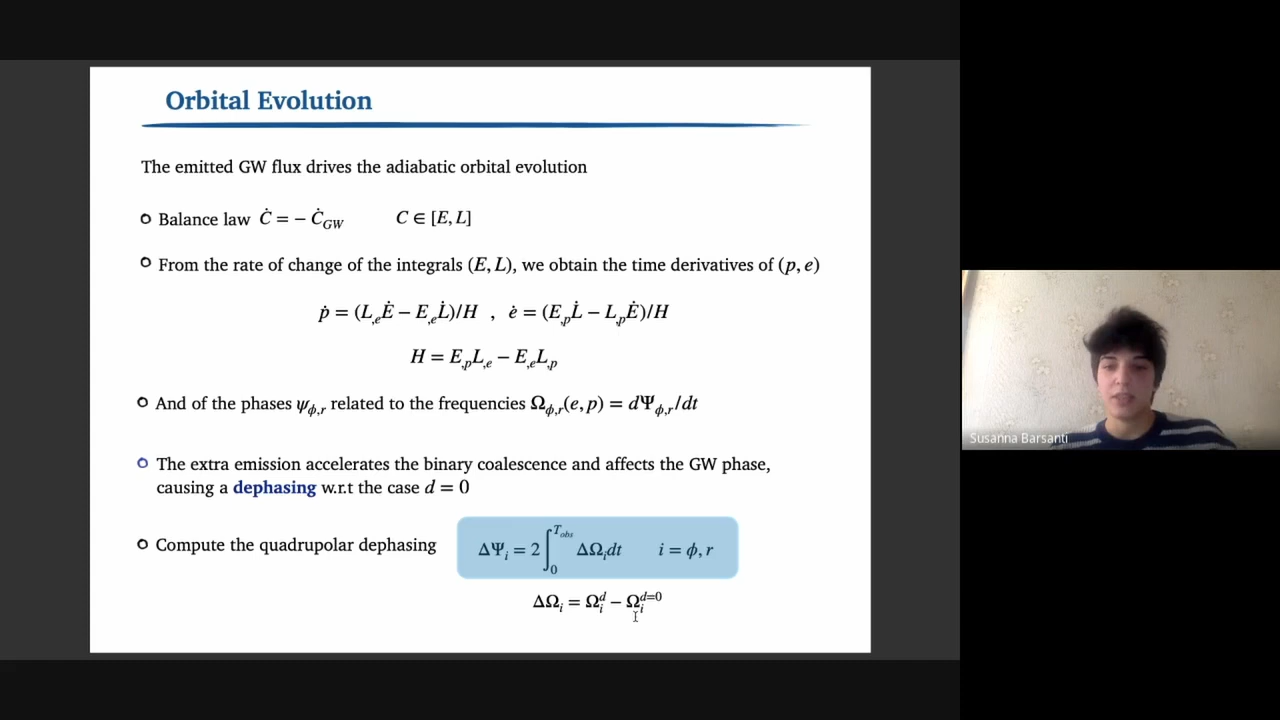 Orbital Evolution
The emitted GW flux drives the adiabatic orbital evolution
Balance law Ċ = − Ċ_GW C ∈ [E, L]
From the rate of change of the integrals (E, L), we obtain the time derivatives of (p, e)
ṗ = (L_{,e}Ė − E_{,e}L̇)/H , ė = (E_{,p}L̇ − L_{,p}Ė)/H
H = E_{,p}L_{,e} − E_{,e}L_{,p}
And of the phases ψ_{ϕ,r} related to the frequencies Ω_{ϕ,r}(e, p) = dΨ_{ϕ,r}/dt
The extra emission accelerates the binary coalescence and affects the GW phase,
causing a dephasing w.r.t the case d = 0
Compute the quadrupolar dephasing ΔΨ_i = 2∫_0^{T_obs} ΔΩ_i dt i = ϕ, r
ΔΩ_i = Ω_i^d − Ω_i^{d=0}
Susanna Barsanti